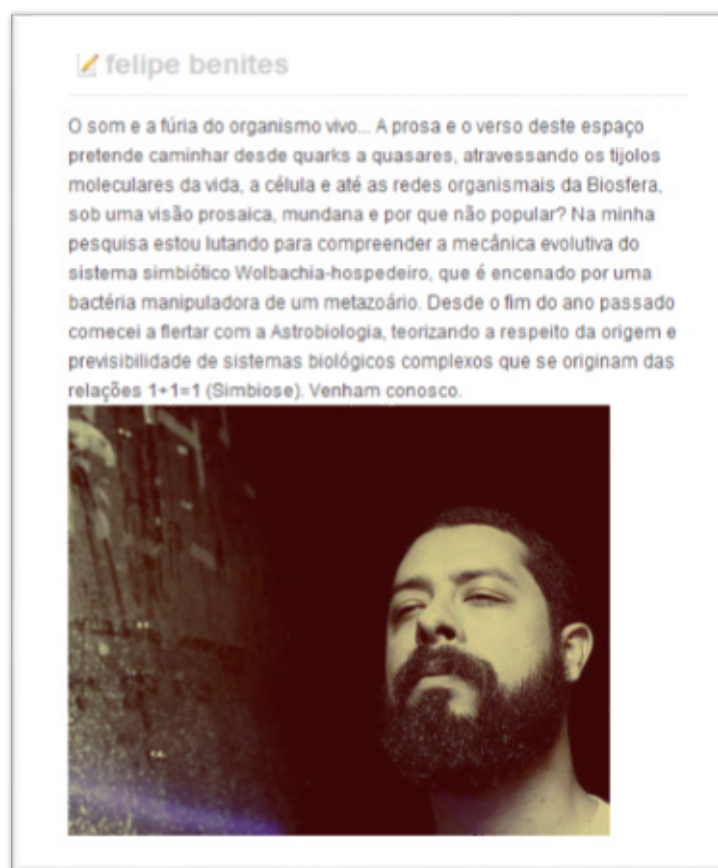 felipe benites
O som e a fúria do organismo vivo... A prosa e o verso deste espaço
pretende caminhar desde quarks a quasares, atravessando os tijolos
moleculares da vida, a célula e até as redes organismais da Biosfera,
sob uma visão prosaica, mundana e por que não popular? Na minha
pesquisa estou lutando para compreender a mecânica evolutiva do
sistema simbiótico Wolbachia-hospedeiro, que é encenado por uma
bactéria manipuladora de um metazoário. Desde o fim do ano passado
comecei a flertar com a Astrobiologia, teorizando a respeito da origem e
previsibilidade de sistemas biológicos complexos que se originam das
relações 1+1=1 (Simbiose). Venham conosco.